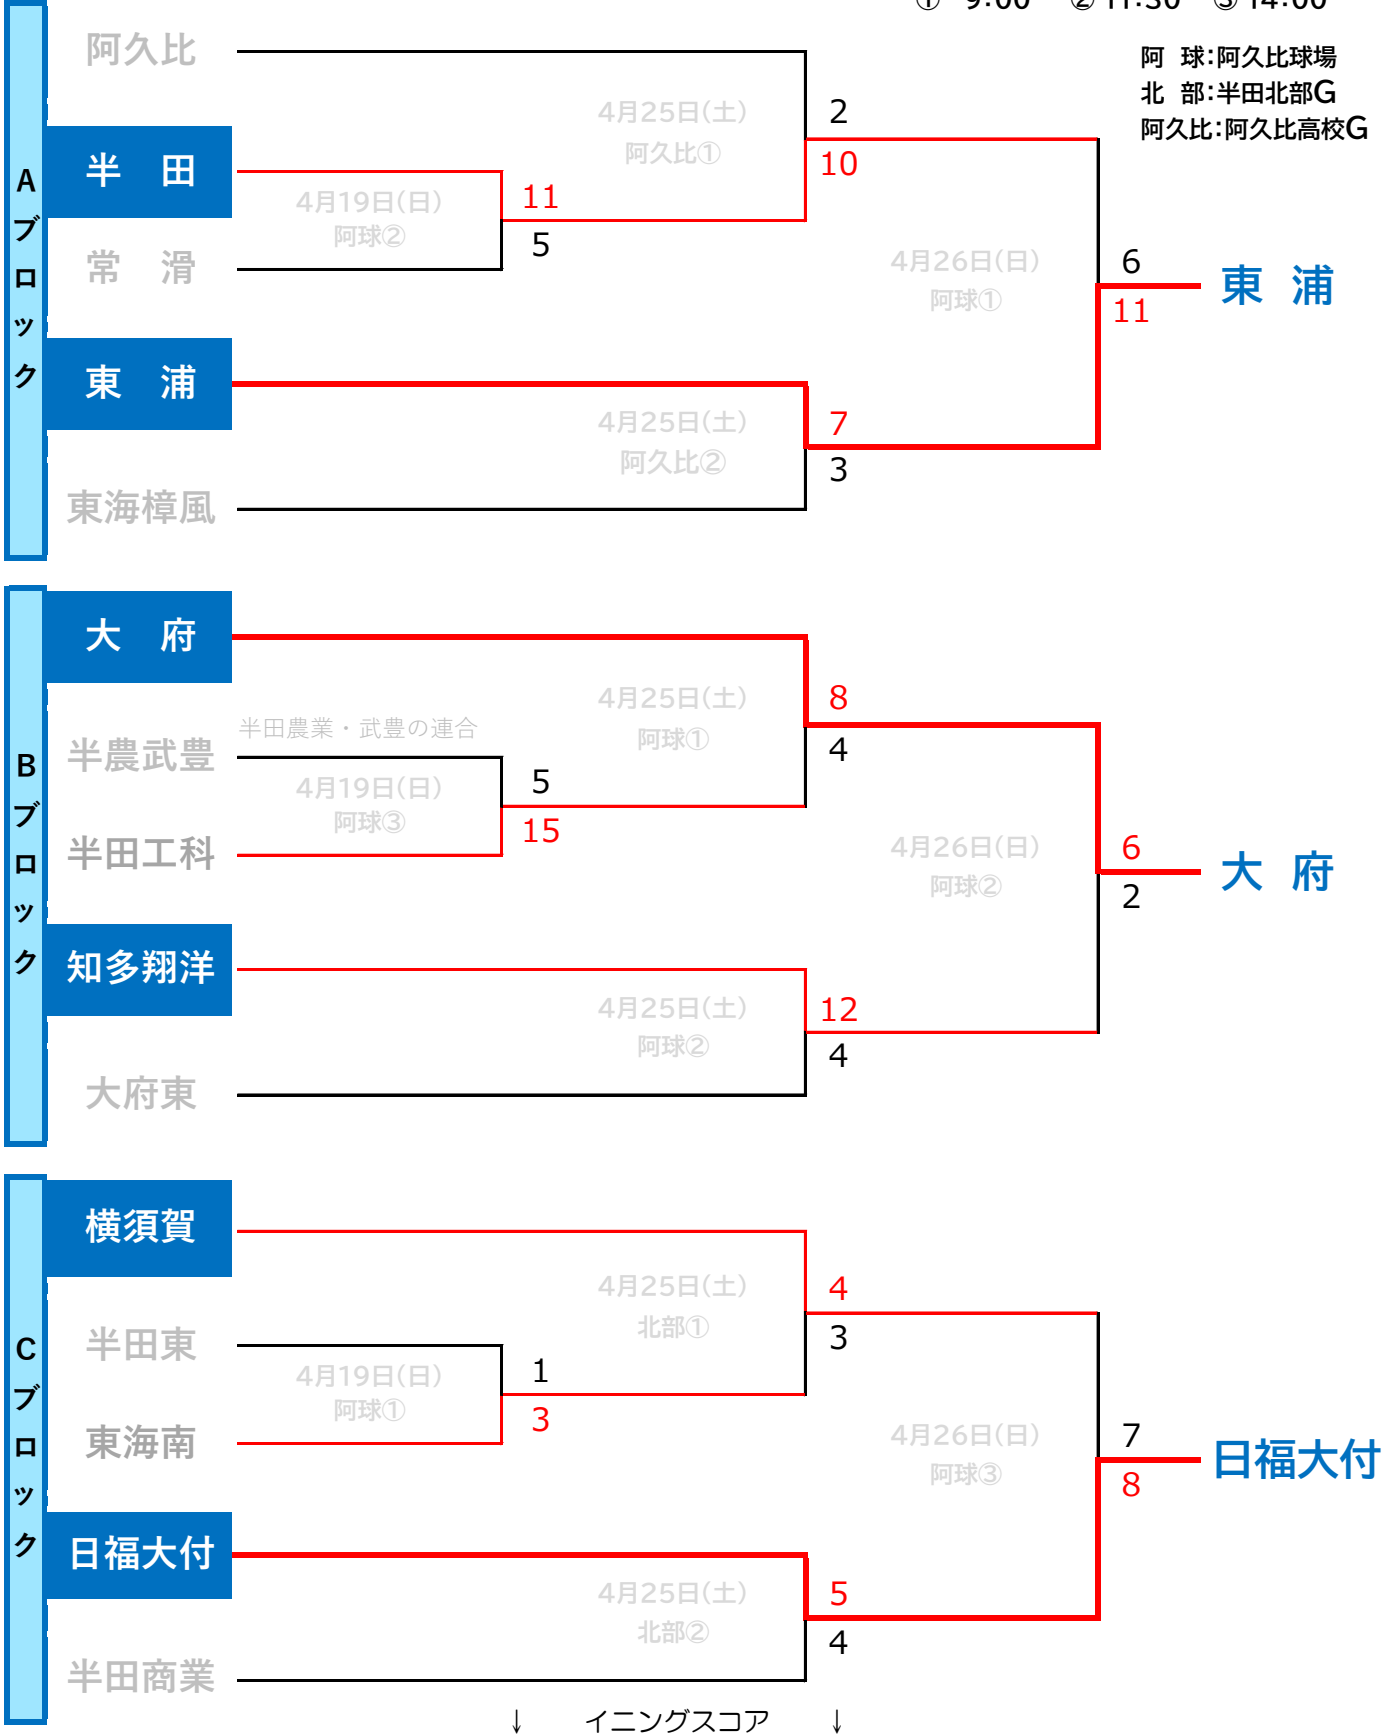 ① 9:00 ② 11:30 ③ 14:00
阿 球:阿久比球場
北 部:半田北部G
阿久比:阿久比高校G
Aブロック
阿久比
4月25日(土)
阿久比①
2
10
半 田
4月19日(日)
阿球②
11
5
常 滑
4月26日(日)
阿球①
6
11
東 浦
東 浦
4月25日(土)
阿久比②
7
3
東海樟風
Bブロック
大 府
4月25日(土)
阿球①
8
4
半田農業・武豊の連合
半農武豊
4月19日(日)
阿球③
5
15
半田工科
4月26日(日)
阿球②
6
2
大 府
知多翔洋
4月25日(土)
阿球②
12
4
大府東
Cブロック
横須賀
4月25日(土)
北部①
4
3
半田東
4月19日(日)
阿球①
1
3
東海南
4月26日(日)
阿球③
7
8
日福大付
日福大付
4月25日(土)
北部②
5
4
半田商業
↓ イニングスコア ↓